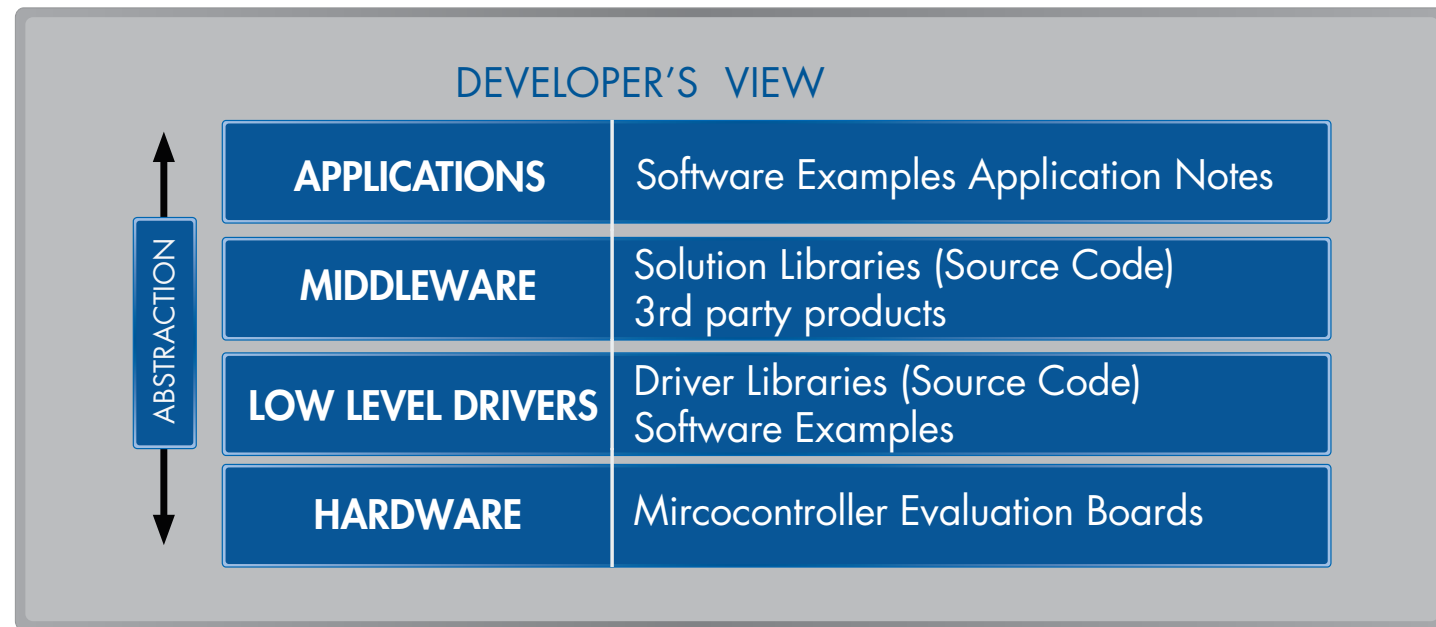 DEVELOPER'S VIEW
ABSTRACTION
APPLICATIONS
Software Examples Application Notes
MIDDLEWARE
Solution Libraries (Source Code)
3rd party products
LOW LEVEL DRIVERS
Driver Libraries (Source Code)
Software Examples
HARDWARE
Mircocontroller Evaluation Boards